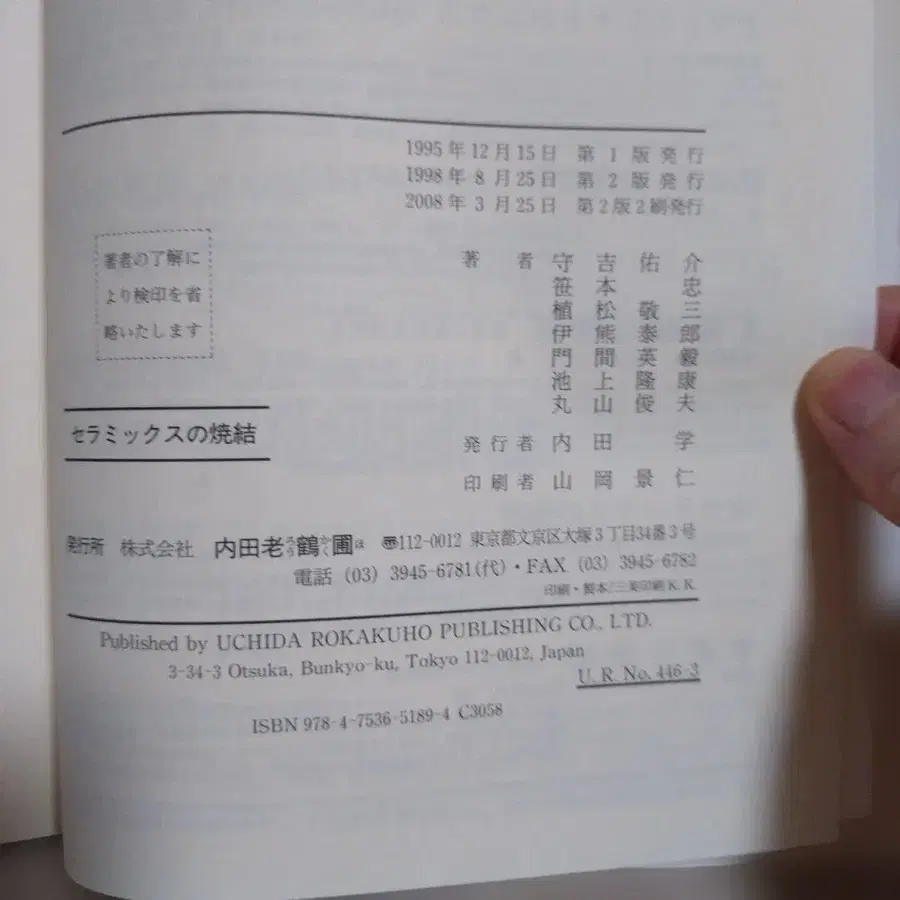 1995年12月15日 第1版発行
1998年8月25日 第2版発行
2008年3月25日 第2版2刷発行
著者の了解に
より検印を省
略いたします
著者 守吉佑介
笹本忠
植松敬三
伊熊泰郎
門間英毅
池上隆康
丸山俊夫
セラミックスの焼結
発行者 内田学
印刷者 山岡景仁
発行所 株式会社 内田老鶴圃 〠112-0012 東京都文京区大塚3丁目34番3号
電話 (03) 3945-6781(代)・FAX (03) 3945-6782
印刷・製本/三美印刷K.K.
Published by UCHIDA ROKAKUHO PUBLISHING CO., LTD.
3-34-3 Otsuka, Bunkyo-ku, Tokyo 112-0012, Japan
U. R. No. 446-3
ISBN 978-4-7536-5189-4 C3058